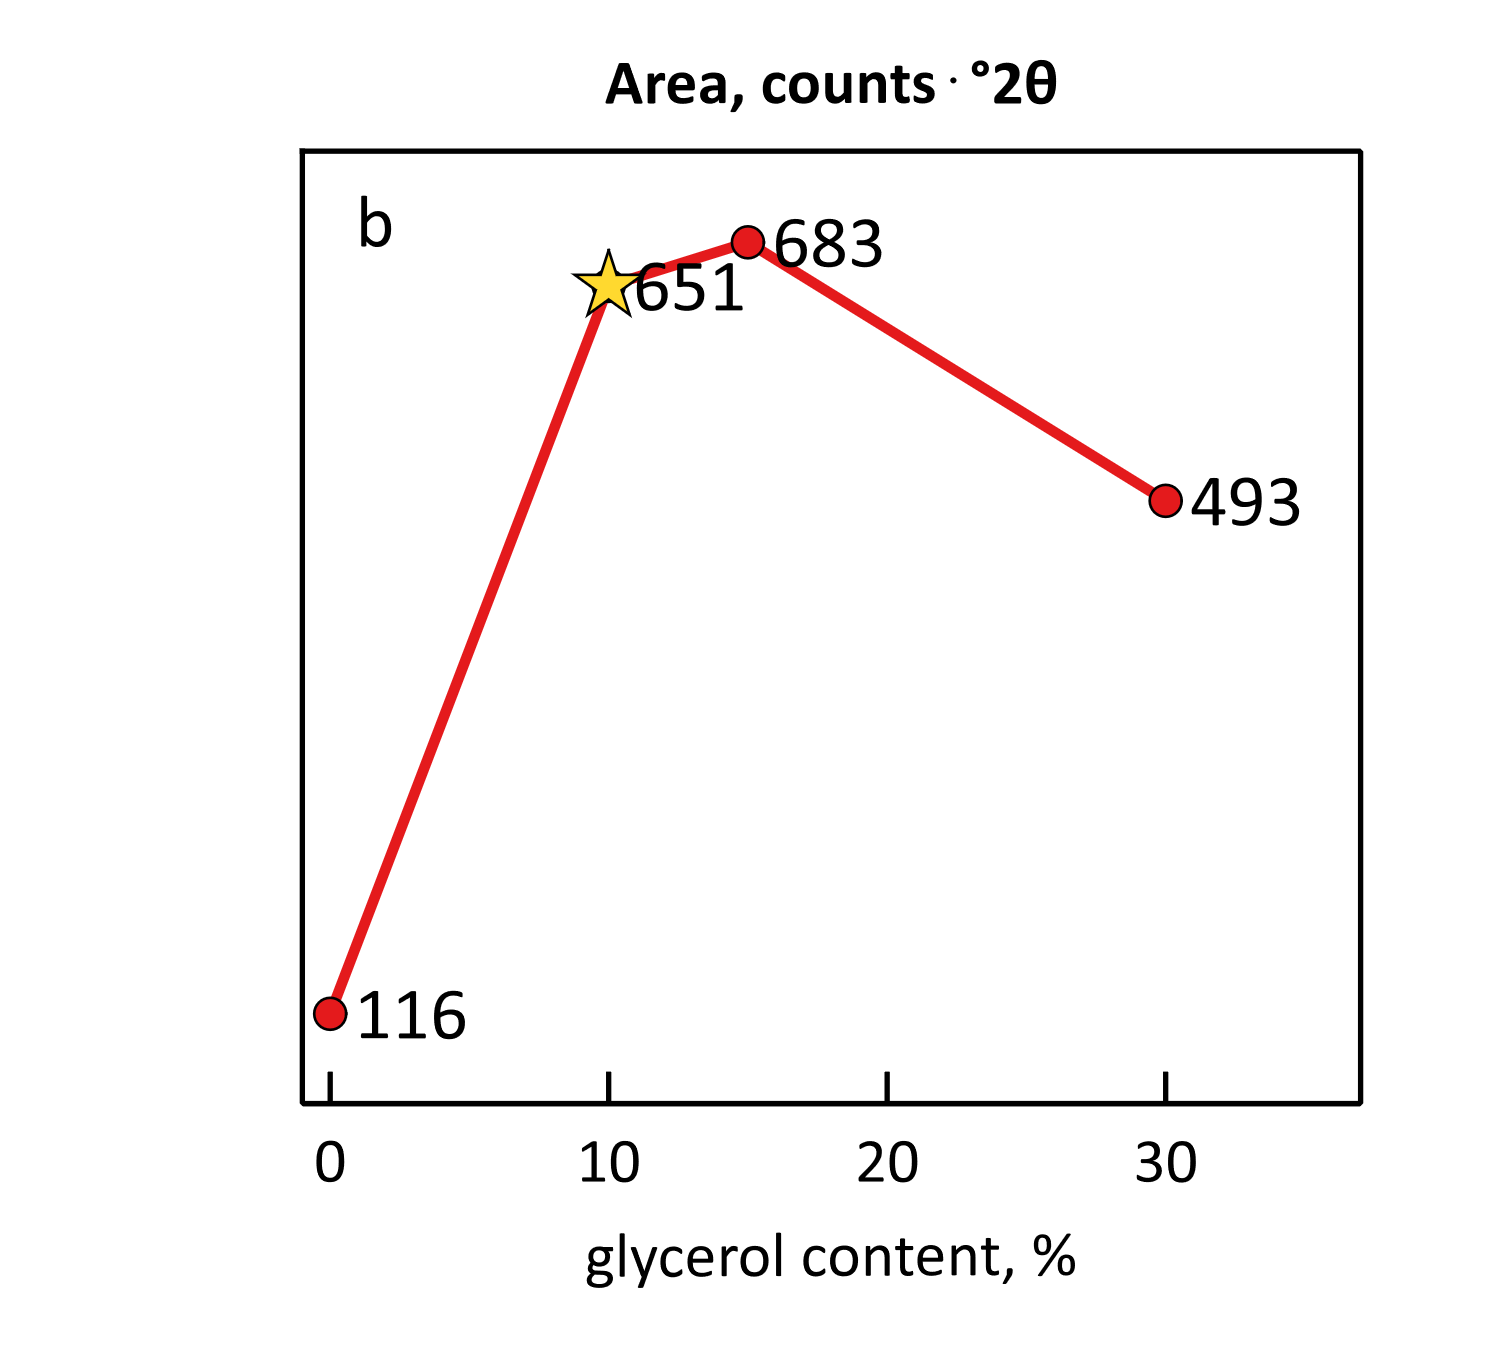 Area, counts · °2θ
b
683
651
493
116
0 10 20 30
glycerol content, %